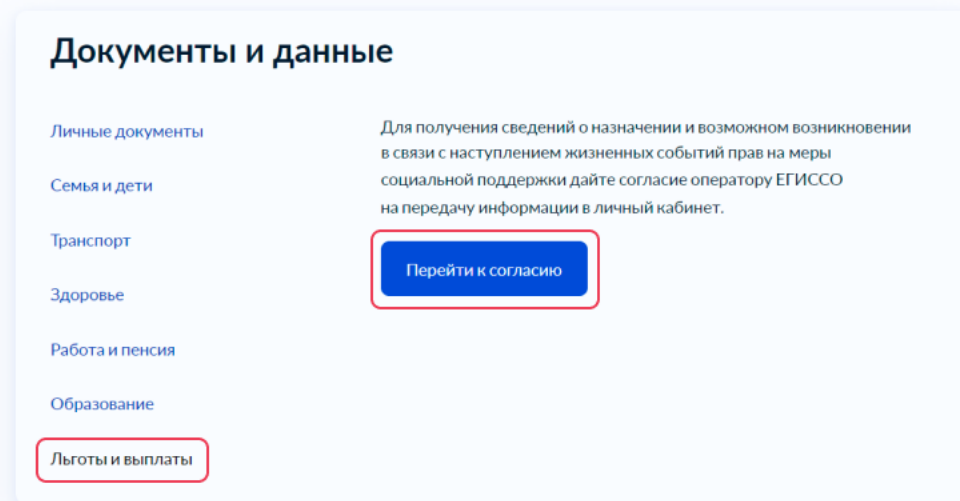 Документы и данные
Личные документы
Семья и дети
Транспорт
Здоровье
Работа и пенсия
Образование
Льготы и выплаты
Для получения сведений о назначении и возможном возникновении
в связи с наступлением жизненных событий прав на меры
социальной поддержки дайте согласие оператору ЕГИССО
на передачу информации в личный кабинет.
Перейти к согласию